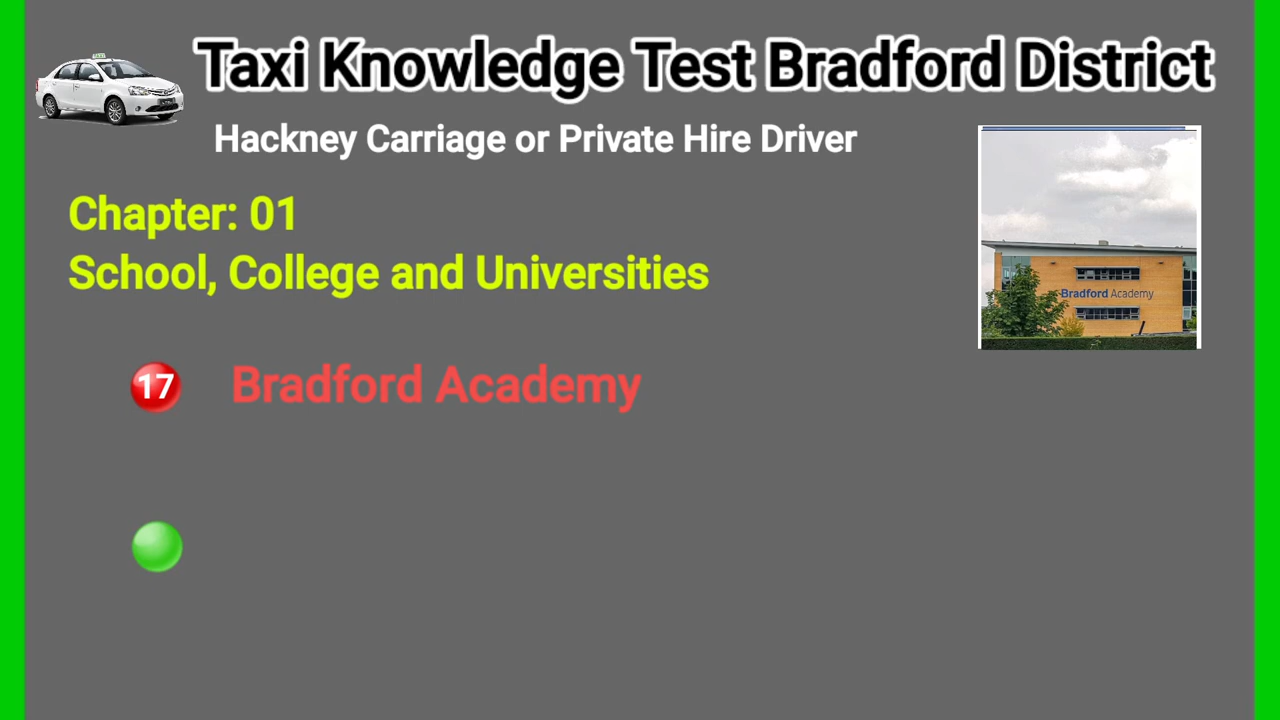 Taxi Knowledge Test Bradford District
Hackney Carriage or Private Hire Driver
Chapter: 01
School, College and Universities
Bradford Academy
17 Bradford Academy